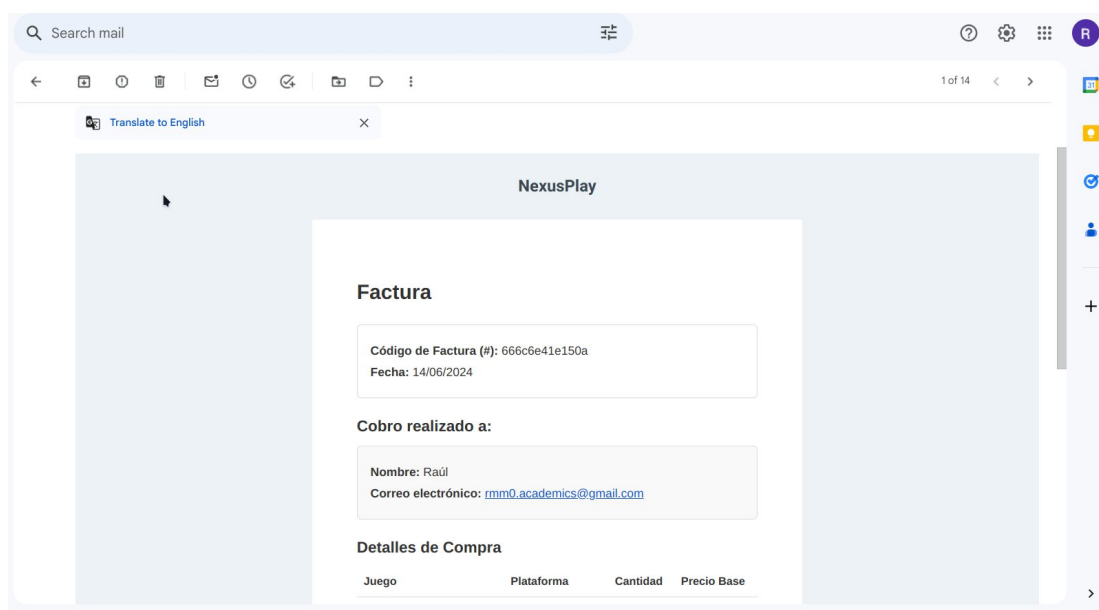 Search mail
1 of 14
Translate to English
NexusPlay
Factura
Código de Factura (#): 666c6e41e150a
Fecha: 14/06/2024
Cobro realizado a:
Nombre: Raúl
Correo electrónico: rmm0.academics@gmail.com
Detalles de Compra
Juego Plataforma Cantidad Precio Base
R
31